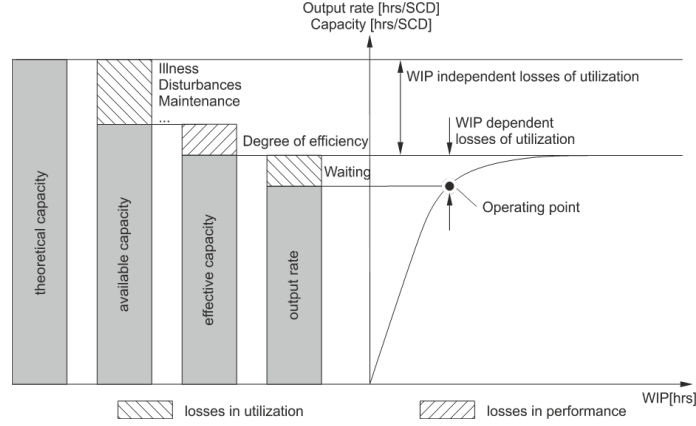 Output rate [hrs/SCD]
Capacity [hrs/SCD]
Illness
Disturbances
Maintenance
...
WIP independent losses of utilization
WIP dependent
losses of utilization
Degree of efficiency
Waiting
Operating point
theoretical capacity
available capacity
effective capacity
output rate
WIP[hrs]
losses in utilization
losses in performance